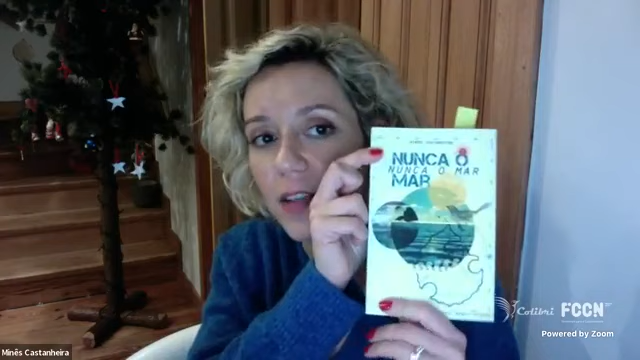 NUNCA O
NUNCA O MAR
MAR
Colibri FCCN
Powered by Zoom
Minês Castanheira